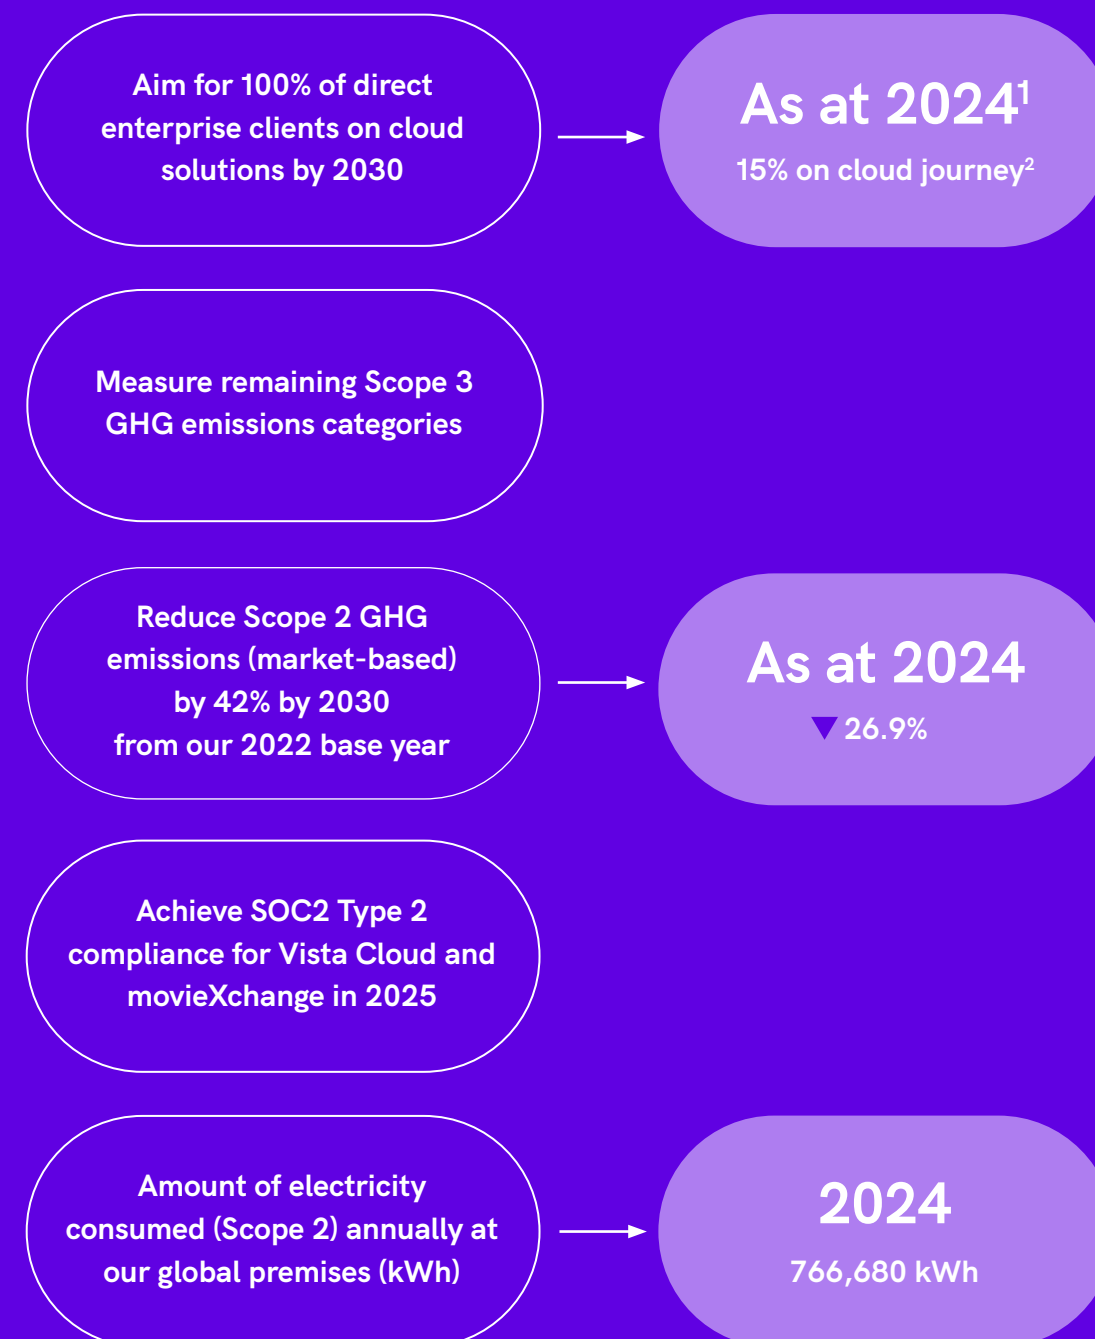 Aim for 100% of direct
enterprise clients on cloud
solutions by 2030
As at 2024¹
15% on cloud journey²
Measure remaining Scope 3
GHG emissions categories
Reduce Scope 2 GHG
emissions (market-based)
by 42% by 2030
from our 2022 base year
As at 2024
▼ 26.9%
Achieve SOC2 Type 2
compliance for Vista Cloud and
movieXchange in 2025
Amount of electricity
consumed (Scope 2) annually at
our global premises (kWh)
2024
766,680 kWh